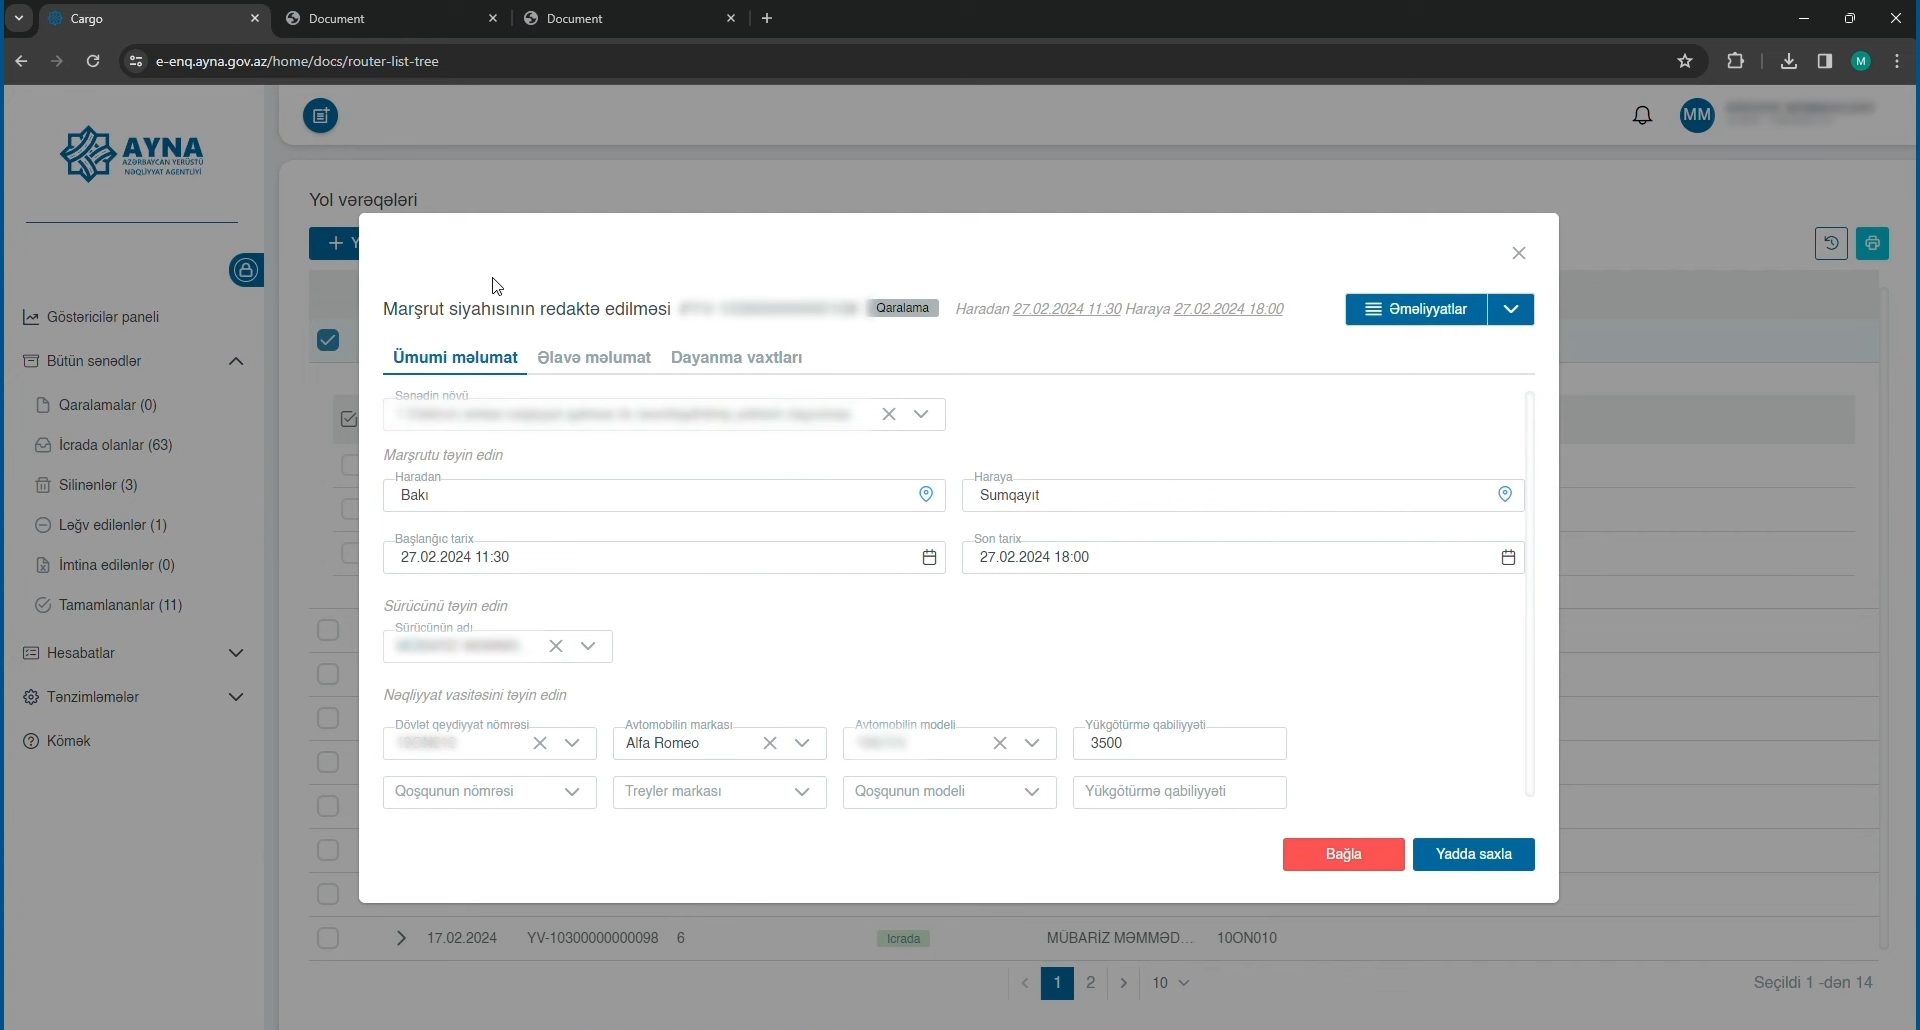 Cargo
Document
Document
e-enq.ayna.gov.az/home/docs/router-list-tree
M
AYNA
AZƏRBAYCAN YERÜSTÜ
NƏQLİYYAT AGENTLİYİ
MM
Göstəricilər paneli
Bütün sənədlər
Qaralamalar (0)
İcrada olanlar (63)
Silinənlər (3)
Ləğv edilənlər (1)
İmtina edilənlər (0)
Tamamlananlar (11)
Hesabatlar
Tənzimləmələr
Kömək
Yol vərəqələri
+ Y
Marşrut siyahısının redaktə edilməsi
Qaralama
Haradan 27.02.2024 11:30 Haraya 27.02.2024 18:00
Əməliyyatlar
Ümumi məlumat
Əlavə məlumat
Dayanma vaxtları
Sənədin növü
Marşrutu təyin edin
Haradan
Bakı
Haraya
Sumqayıt
Başlanğıc tarix
27.02.2024 11:30
Son tarix
27.02.2024 18:00
Sürücünü təyin edin
Sürücünün adı
Nəqliyyat vasitəsini təyin edin
Dövlət qeydiyyat nömrəsi
Avtomobilin markası
Alfa Romeo
Avtomobilin modeli
Yükgötürmə qabiliyyəti
3500
Qoşqunun nömrəsi
Treyler markası
Qoşqunun modeli
Yükgötürmə qabiliyyəti
Bağla
Yadda saxla
17.02.2024 YV-10300000000098 6 İcrada MÜBARİZ MƏMMƏD... 10ON010
1 2 10
Seçildi 1 -dən 14